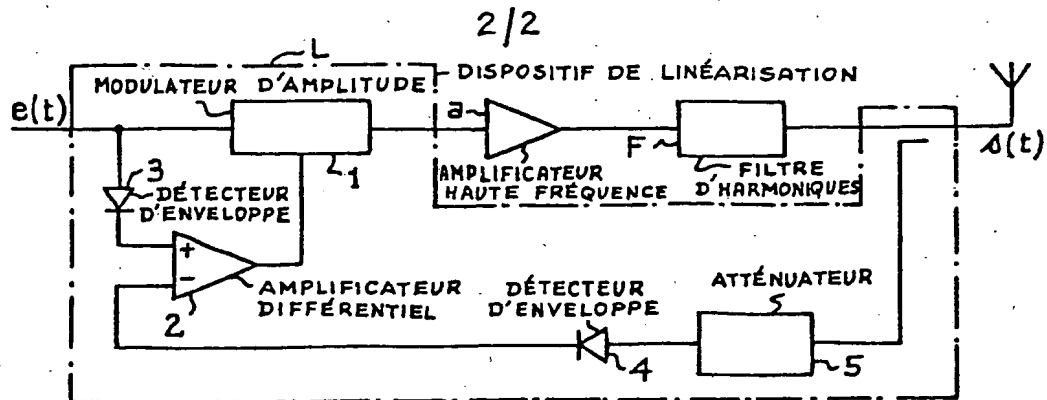 2/2
L
MODULATEUR D'AMPLITUDE
DISPOSITIF DE LINÉARISATION
e(t)
a
F
s(t)
1
AMPLIFICATEUR
HAUTE FRÉQUENCE
FILTRE
D'HARMONIQUES
3
DÉTECTEUR
D'ENVELOPPE
+
-
2
AMPLIFICATEUR
DIFFÉRENTIEL
DÉTECTEUR
D'ENVELOPPE
4
ATTÉNUATEUR
5